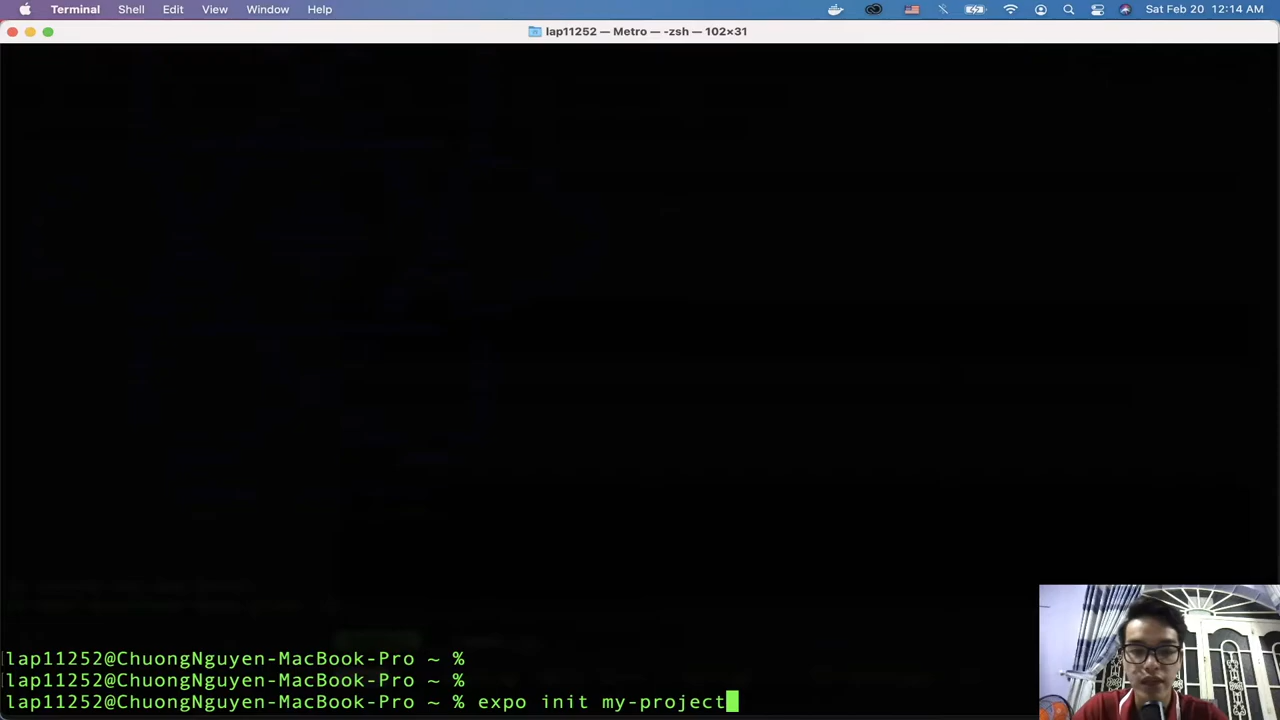 Terminal Shell Edit View Window Help Sat Feb 20 12:14 AM
lap11252 — Metro — -zsh — 102×31
lap11252@ChuongNguyen-MacBook-Pro ~ %
lap11252@ChuongNguyen-MacBook-Pro ~ %
lap11252@ChuongNguyen-MacBook-Pro ~ % expo init my-project